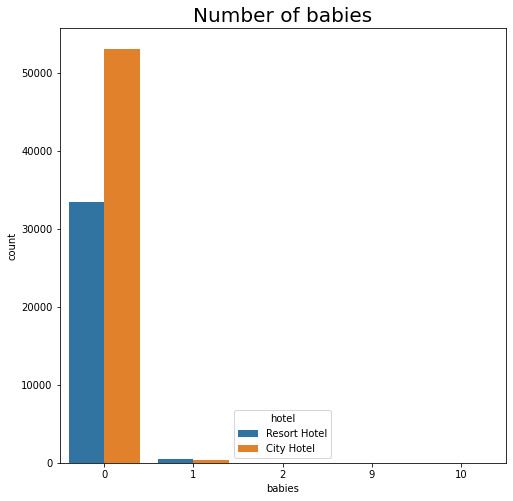 Number of babies
50000
40000
30000
20000
10000
0
count
hotel
Resort Hotel
City Hotel
0 1 2 9 10
babies